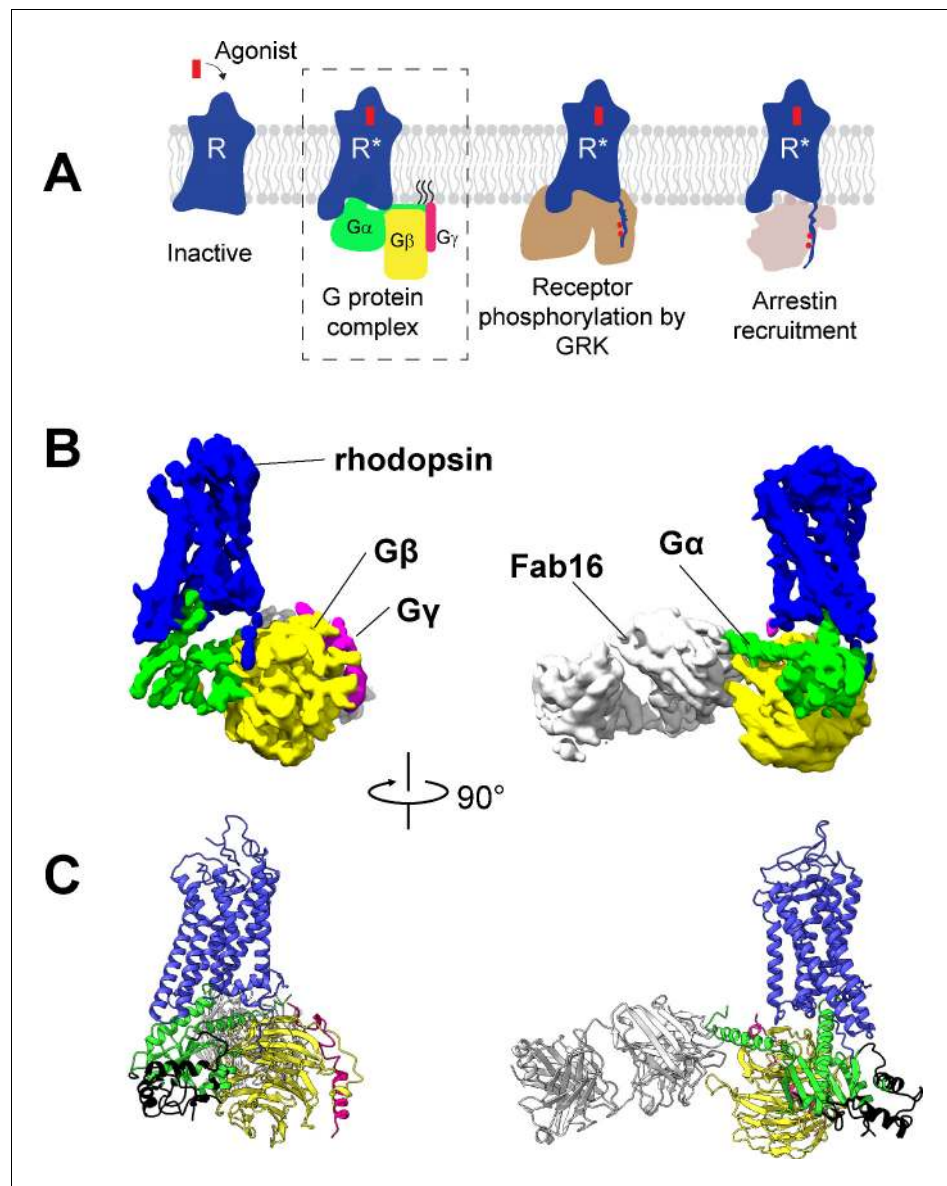 A
Agonist
R
R*
R*
R*
Gα
Gβ
Gγ
Inactive
G protein
complex
Receptor
phosphorylation by
GRK
Arrestin
recruitment
B
rhodopsin
Gβ
Gγ
Fab16
Gα
90°
C